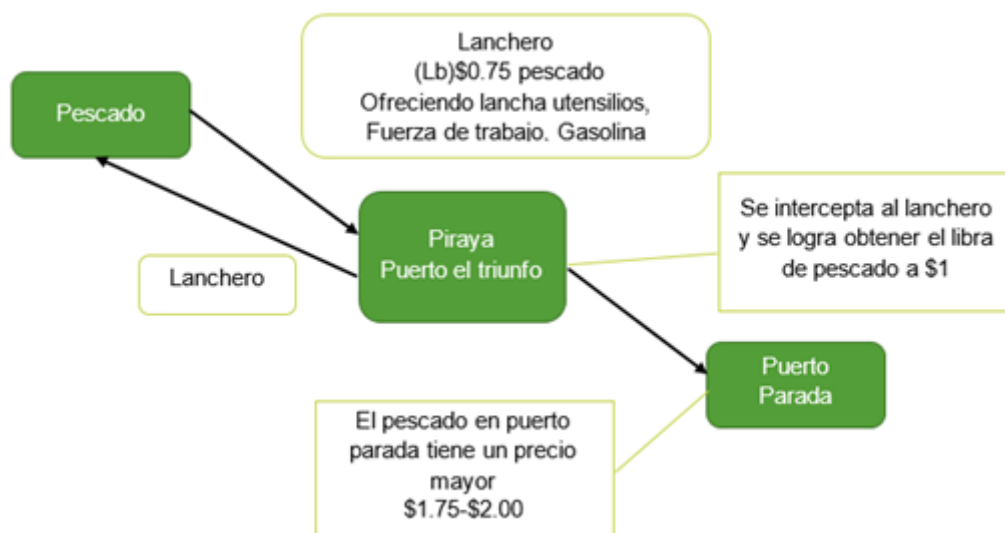 Lanchero
(Lb)$0.75 pescado
Ofreciendo lancha utensilios,
Fuerza de trabajo. Gasolina
Pescado
Piraya
Puerto el triunfo
Lanchero
Se intercepta al lanchero
y se logra obtener el libra
de pescado a $1
Puerto
Parada
El pescado en puerto
parada tiene un precio
mayor
$1.75-$2.00